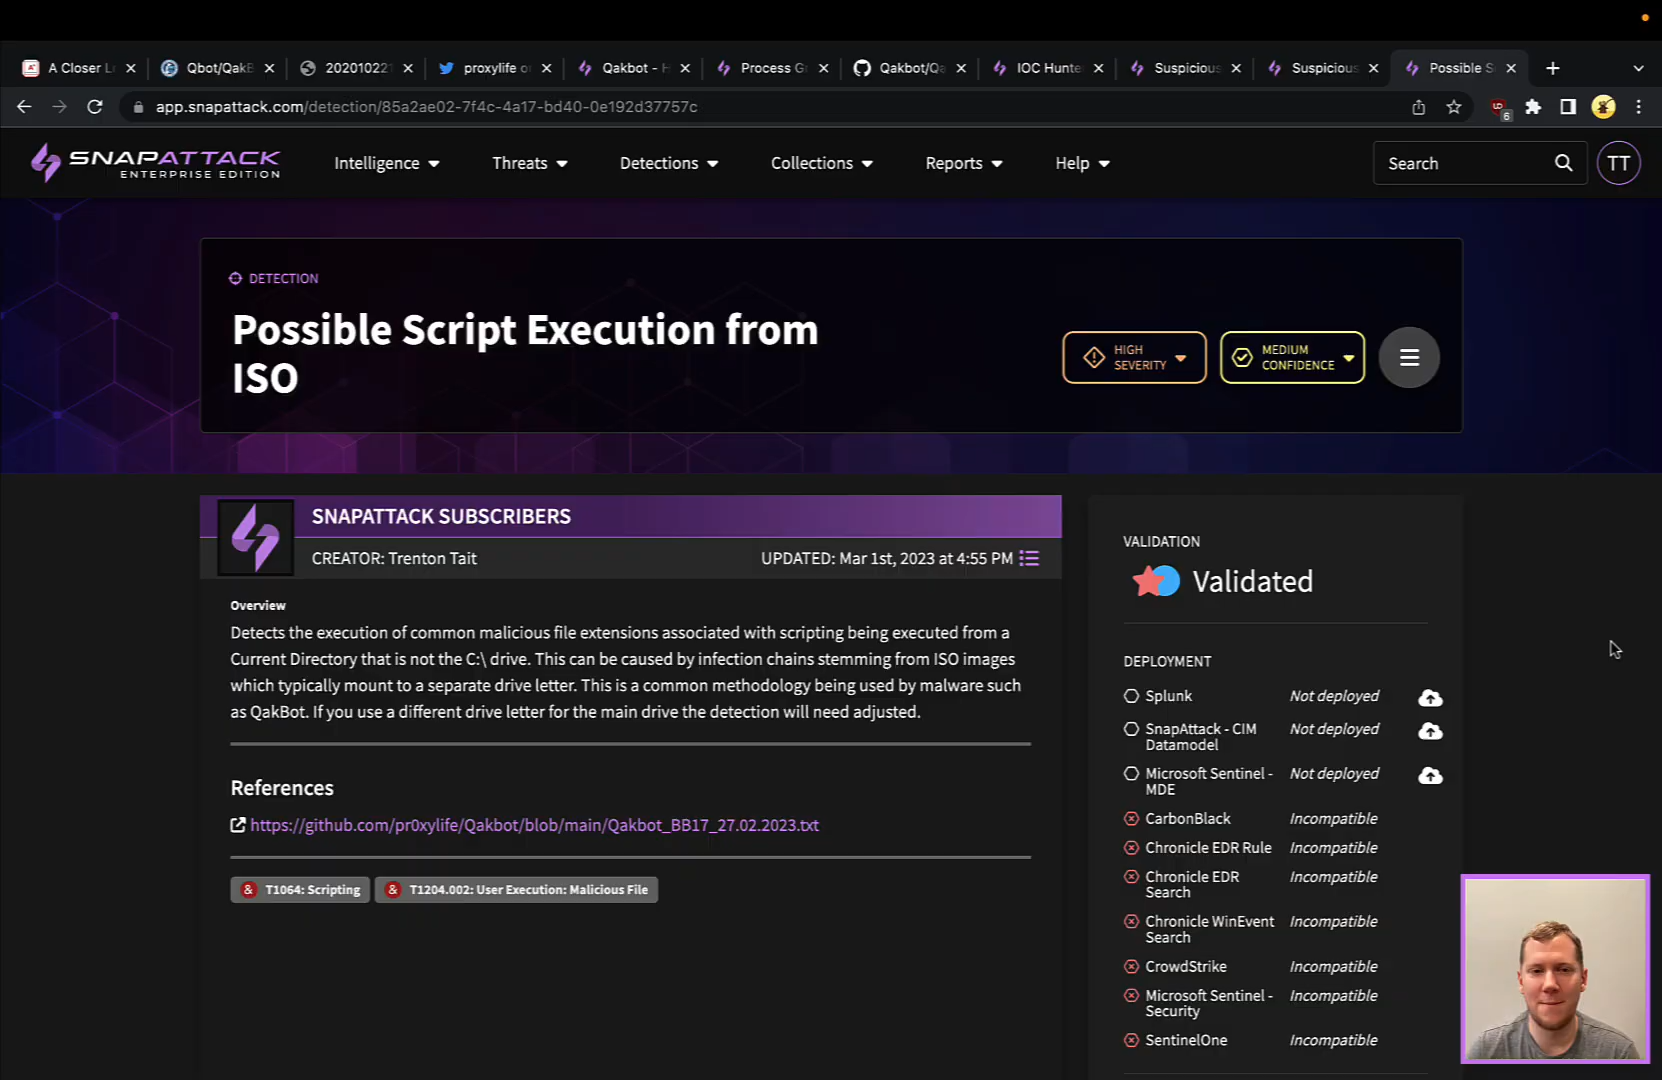 A Closer L
Qbot/QakB
202010221
proxylife o
Qakbot - H
Process G
Qakbot/Qa
IOC Hunte
Suspicious
Suspicious
Possible S
app.snapattack.com/detection/85a2ae02-7f4c-4a17-bd40-0e192d37757c
6
SNAPATTACK
ENTERPRISE EDITION
Intelligence
Threats
Detections
Collections
Reports
Help
Search
TT
DETECTION
Possible Script Execution from
ISO
HIGH
SEVERITY
MEDIUM
CONFIDENCE
SNAPATTACK SUBSCRIBERS
CREATOR: Trenton Tait
UPDATED: Mar 1st, 2023 at 4:55 PM
Overview
Detects the execution of common malicious file extensions associated with scripting being executed from a
Current Directory that is not the C:\ drive. This can be caused by infection chains stemming from ISO images
which typically mount to a separate drive letter. This is a common methodology being used by malware such
as QakBot. If you use a different drive letter for the main drive the detection will need adjusted.
References
https://github.com/pr0xylife/Qakbot/blob/main/Qakbot_BB17_27.02.2023.txt
& T1064: Scripting
& T1204.002: User Execution: Malicious File
VALIDATION
Validated
DEPLOYMENT
Splunk Not deployed
SnapAttack - CIM Not deployed
Datamodel
Microsoft Sentinel - Not deployed
MDE
CarbonBlack Incompatible
Chronicle EDR Rule Incompatible
Chronicle EDR Incompatible
Search
Chronicle WinEvent Incompatible
Search
CrowdStrike Incompatible
Microsoft Sentinel - Incompatible
Security
SentinelOne Incompatible